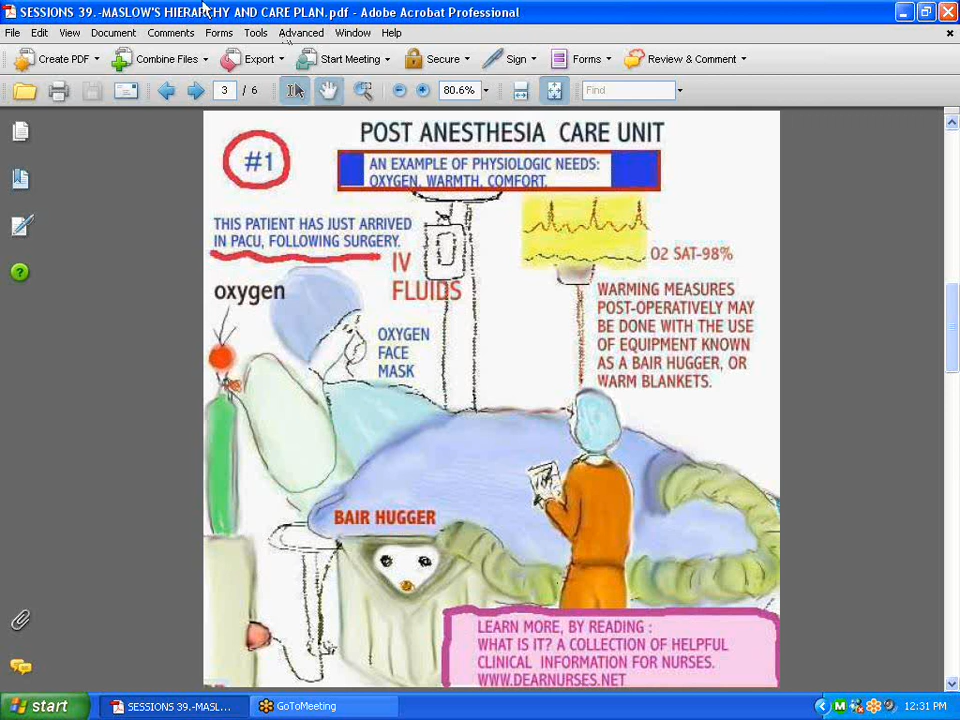 SESSIONS 39.-MASLOW'S HIERARCHY AND CARE PLAN.pdf - Adobe Acrobat Professional
File Edit View Document Comments Forms Tools Advanced Window Help
Create PDF Combine Files Export Start Meeting Secure Sign Forms Review & Comment
3 / 6 80.6% Find
#1
POST ANESTHESIA CARE UNIT
AN EXAMPLE OF PHYSIOLOGIC NEEDS:
OXYGEN, WARMTH, COMFORT.
THIS PATIENT HAS JUST ARRIVED
IN PACU, FOLLOWING SURGERY.
IV
FLUIDS
O2 SAT-98%
oxygen
OXYGEN
FACE
MASK
WARMING MEASURES
POST-OPERATIVELY MAY
BE DONE WITH THE USE
OF EQUIPMENT KNOWN
AS A BAIR HUGGER, OR
WARM BLANKETS.
BAIR HUGGER
LEARN MORE, BY READING :
WHAT IS IT? A COLLECTION OF HELPFUL
CLINICAL INFORMATION FOR NURSES.
WWW.DEARNURSES.NET
start SESSIONS 39.-MASL... GoToMeeting 12:31 PM